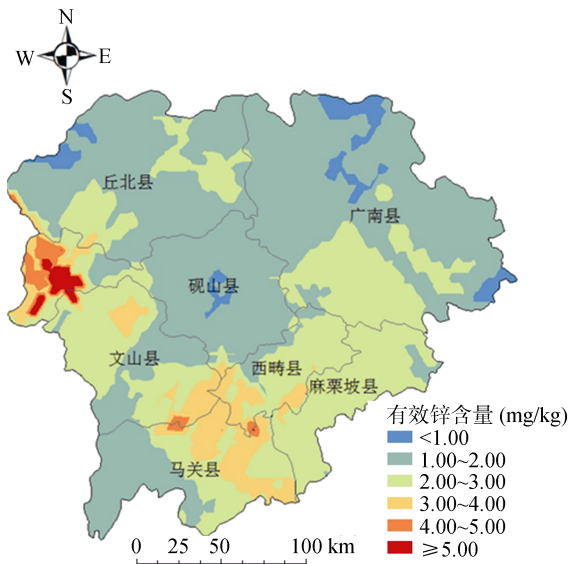 N
W E
S
丘北县
广南县
砚山县
文山县
西畴县
麻栗坡县
马关县
有效锌含量 (mg/kg)
<1.00
1.00~2.00
2.00~3.00
3.00~4.00
4.00~5.00
≥5.00
0 25 50 100 km